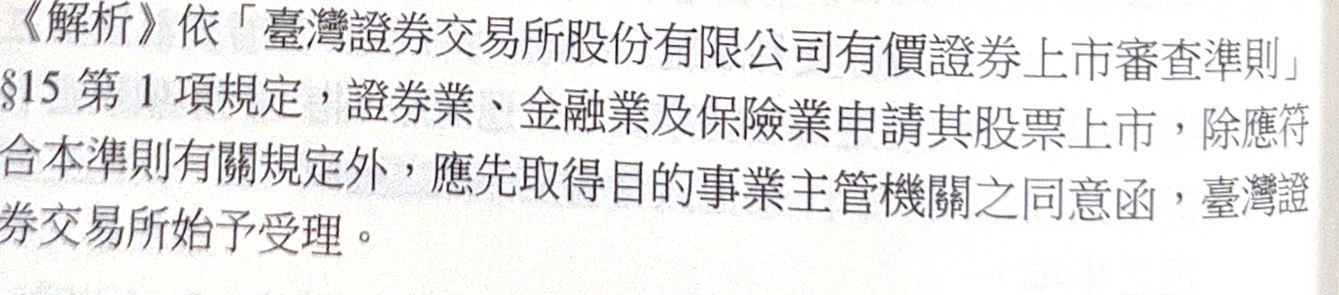 《解析》依「臺灣證券交易所股份有限公司有價證券上市審查準則」
§15 第 1 項規定，證券業、金融業及保險業申請其股票上市，除應符
合本準則有關規定外，應先取得目的事業主管機關之同意函，臺灣證
券交易所始予受理。